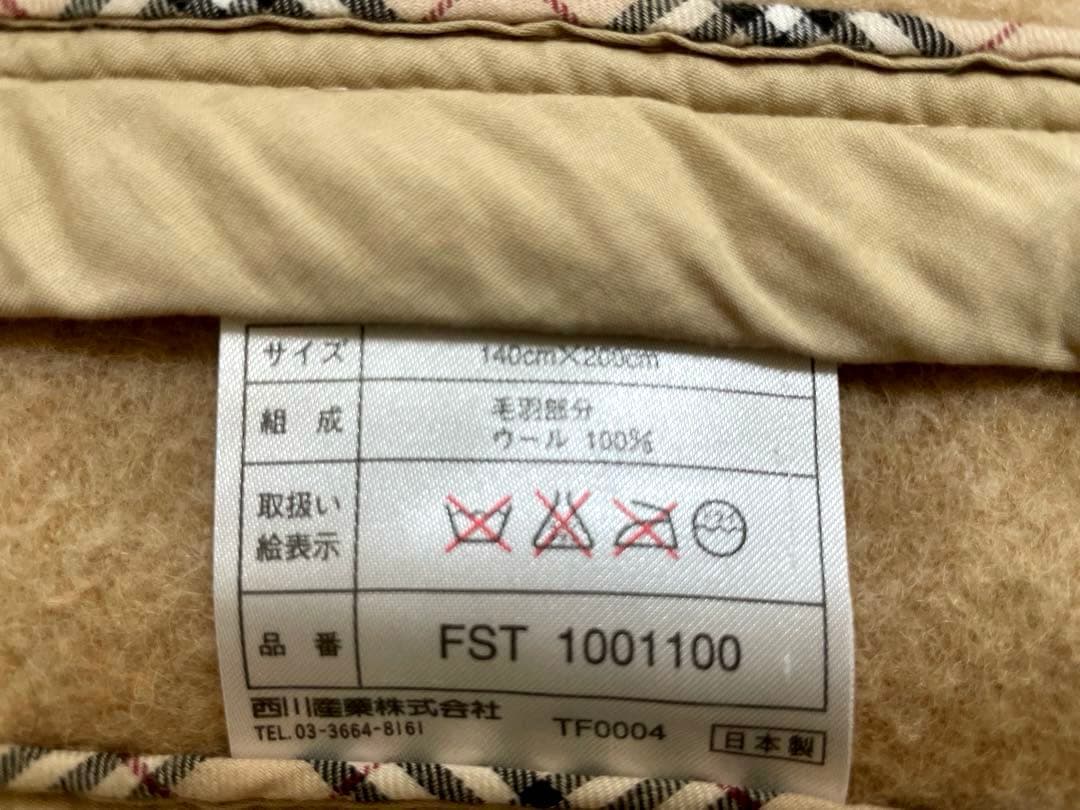 サイズ 140cm×200cm
組成 毛羽部分
ウール 100%
取扱い
絵表示
品番 FST 1001100
西川産業株式会社
TEL.03-3664-8161 TF0004 日本製